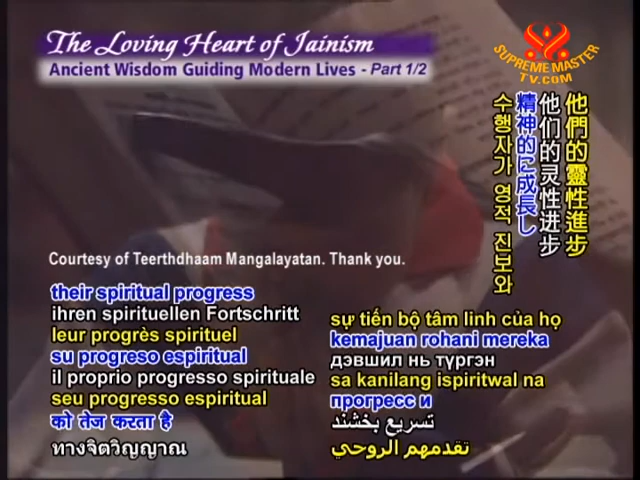 The Loving Heart of Jainism
Ancient Wisdom Guiding Modern Lives - Part 1/2
SUPREME MASTER
TV.COM
他們的靈性進步
他们的灵性进步
精神的に成長し
수행자가 영적 진보와
Courtesy of Teerthdhaam Mangalayatan. Thank you.
their spiritual progress
ihren spirituellen Fortschritt
leur progrès spirituel
su progreso espiritual
il proprio progresso spirituale
seu progresso espiritual
को तेज करता है
ทางจิตวิญญาณ
sự tiến bộ tâm linh của họ
kemajuan rohani mereka
дэвшил нь түргэн
sa kanilang ispiritwal na
прогресс и
تسریع بخشند
تقدمهم الروحي